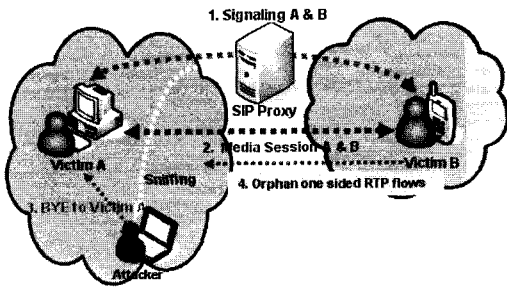 1. Signaling A & B
SIP Proxy
2. Media Session A & B
Victim A
Victim B
Sniffing
4. Orphan one sided RTP flows
3. BYE to Victim A
Attacker